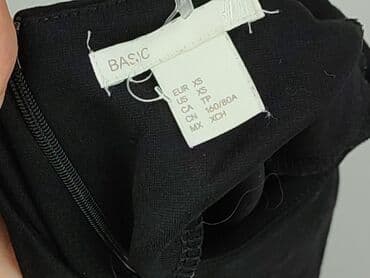 BASIC
EUR XS
US XS
CA TP
CN 160/80A
MX XCH